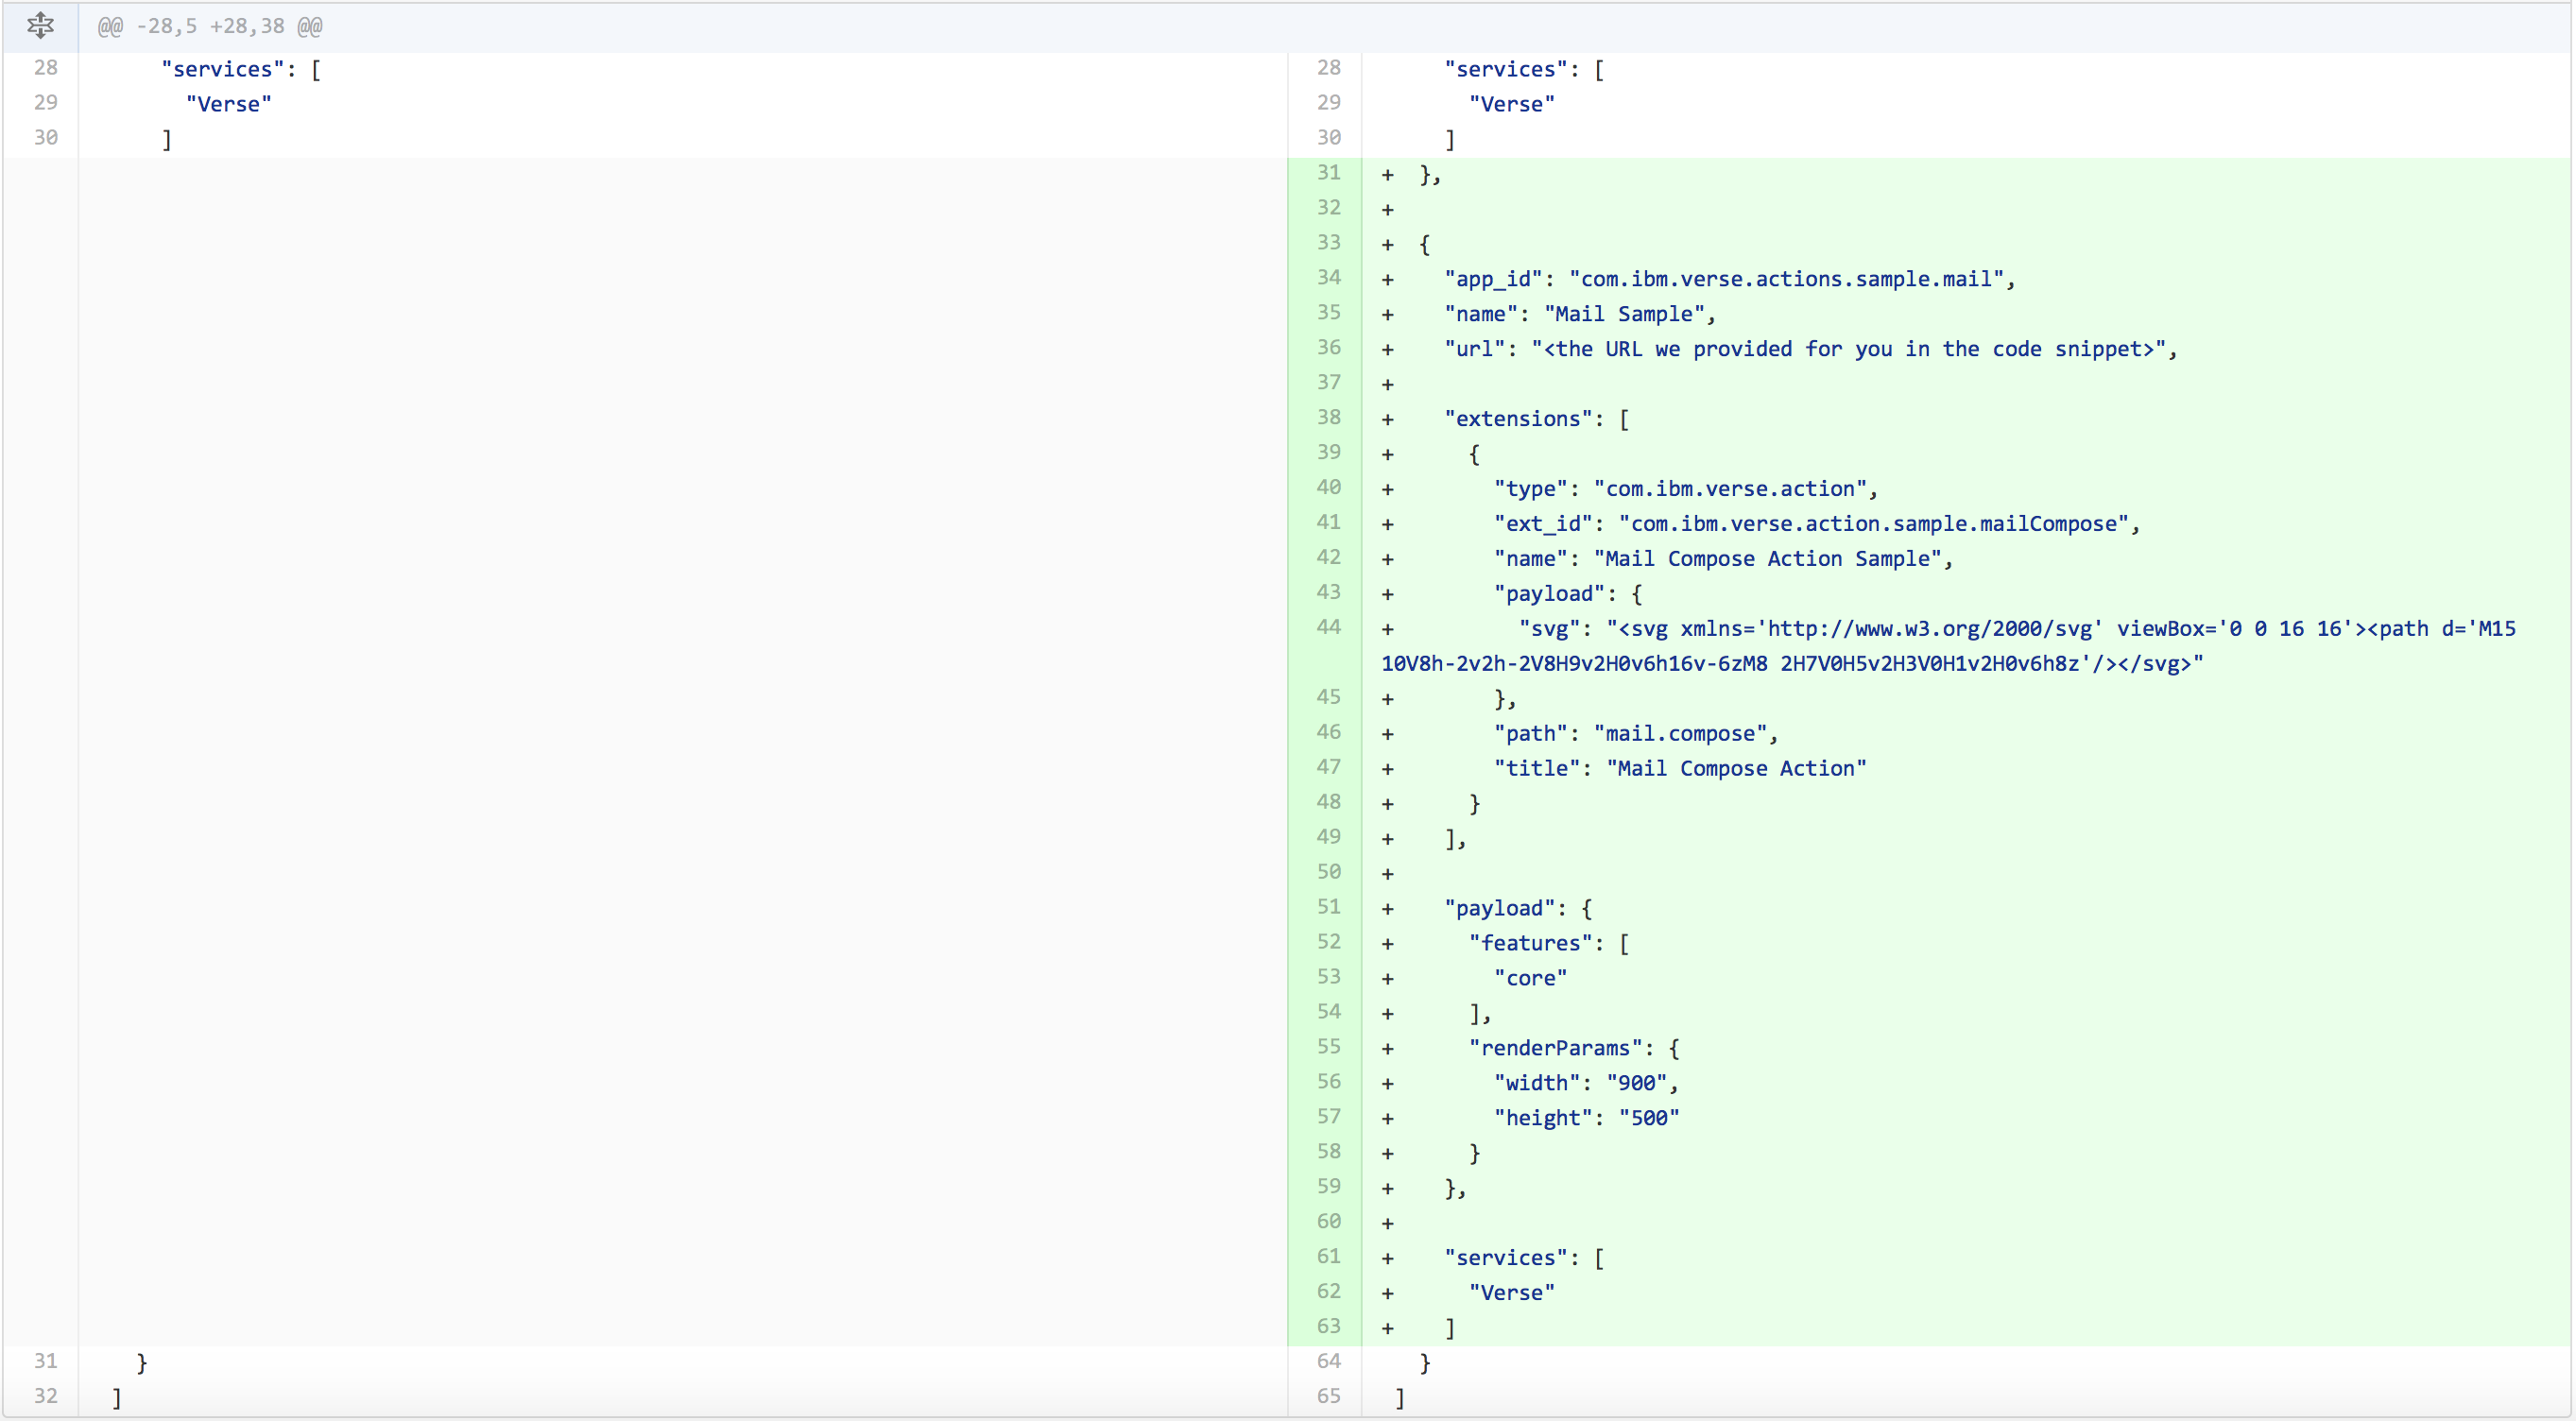 @@ -28,5 +28,38 @@
28 "services": [
29 "Verse"
30 ]
31 }
32 ]
28 "services": [
29 "Verse"
30 ]
31 + },
32 +
33 + {
34 + "app_id": "com.ibm.verse.actions.sample.mail",
35 + "name": "Mail Sample",
36 + "url": "<the URL we provided for you in the code snippet>",
37 +
38 + "extensions": [
39 + {
40 + "type": "com.ibm.verse.action",
41 + "ext_id": "com.ibm.verse.action.sample.mailCompose",
42 + "name": "Mail Compose Action Sample",
43 + "payload": {
44 + "svg": "<svg xmlns='http://www.w3.org/2000/svg' viewBox='0 0 16 16'><path d='M15
10V8h-2v2h-2V8H9v2H0v6h16v-6zM8 2H7V0H5v2H3V0H1v2H0v6h8z'/></svg>"
45 + },
46 + "path": "mail.compose",
47 + "title": "Mail Compose Action"
48 + }
49 + ],
50 +
51 + "payload": {
52 + "features": [
53 + "core"
54 + ],
55 + "renderParams": {
56 + "width": "900",
57 + "height": "500"
58 + }
59 + },
60 +
61 + "services": [
62 + "Verse"
63 + ]
64 }
65 ]